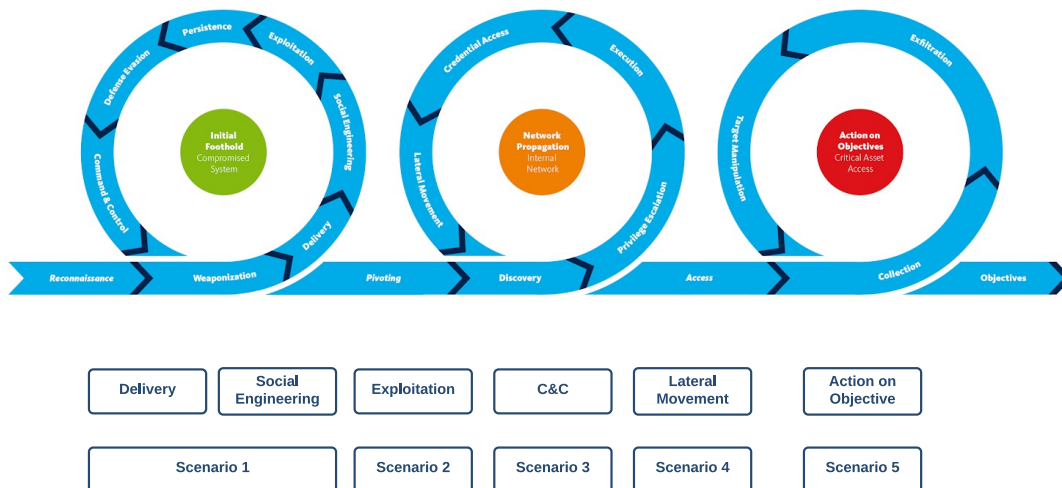 Persistence
Exploitation
Defense Evasion
Social Engineering
Command & Control
Delivery
Initial
Foothold
Compromised
System
Credential Access
Execution
Lateral Movement
Privilege Escalation
Network
Propagation
Internal
Network
Exfiltration
Target Manipulation
Action on
Objectives
Critical Asset
Access
Reconnaissance
Weaponization
Pivoting
Discovery
Access
Collection
Objectives
Delivery
Social
Engineering
Exploitation
C&C
Lateral
Movement
Action on
Objective
Scenario 1
Scenario 2
Scenario 3
Scenario 4
Scenario 5